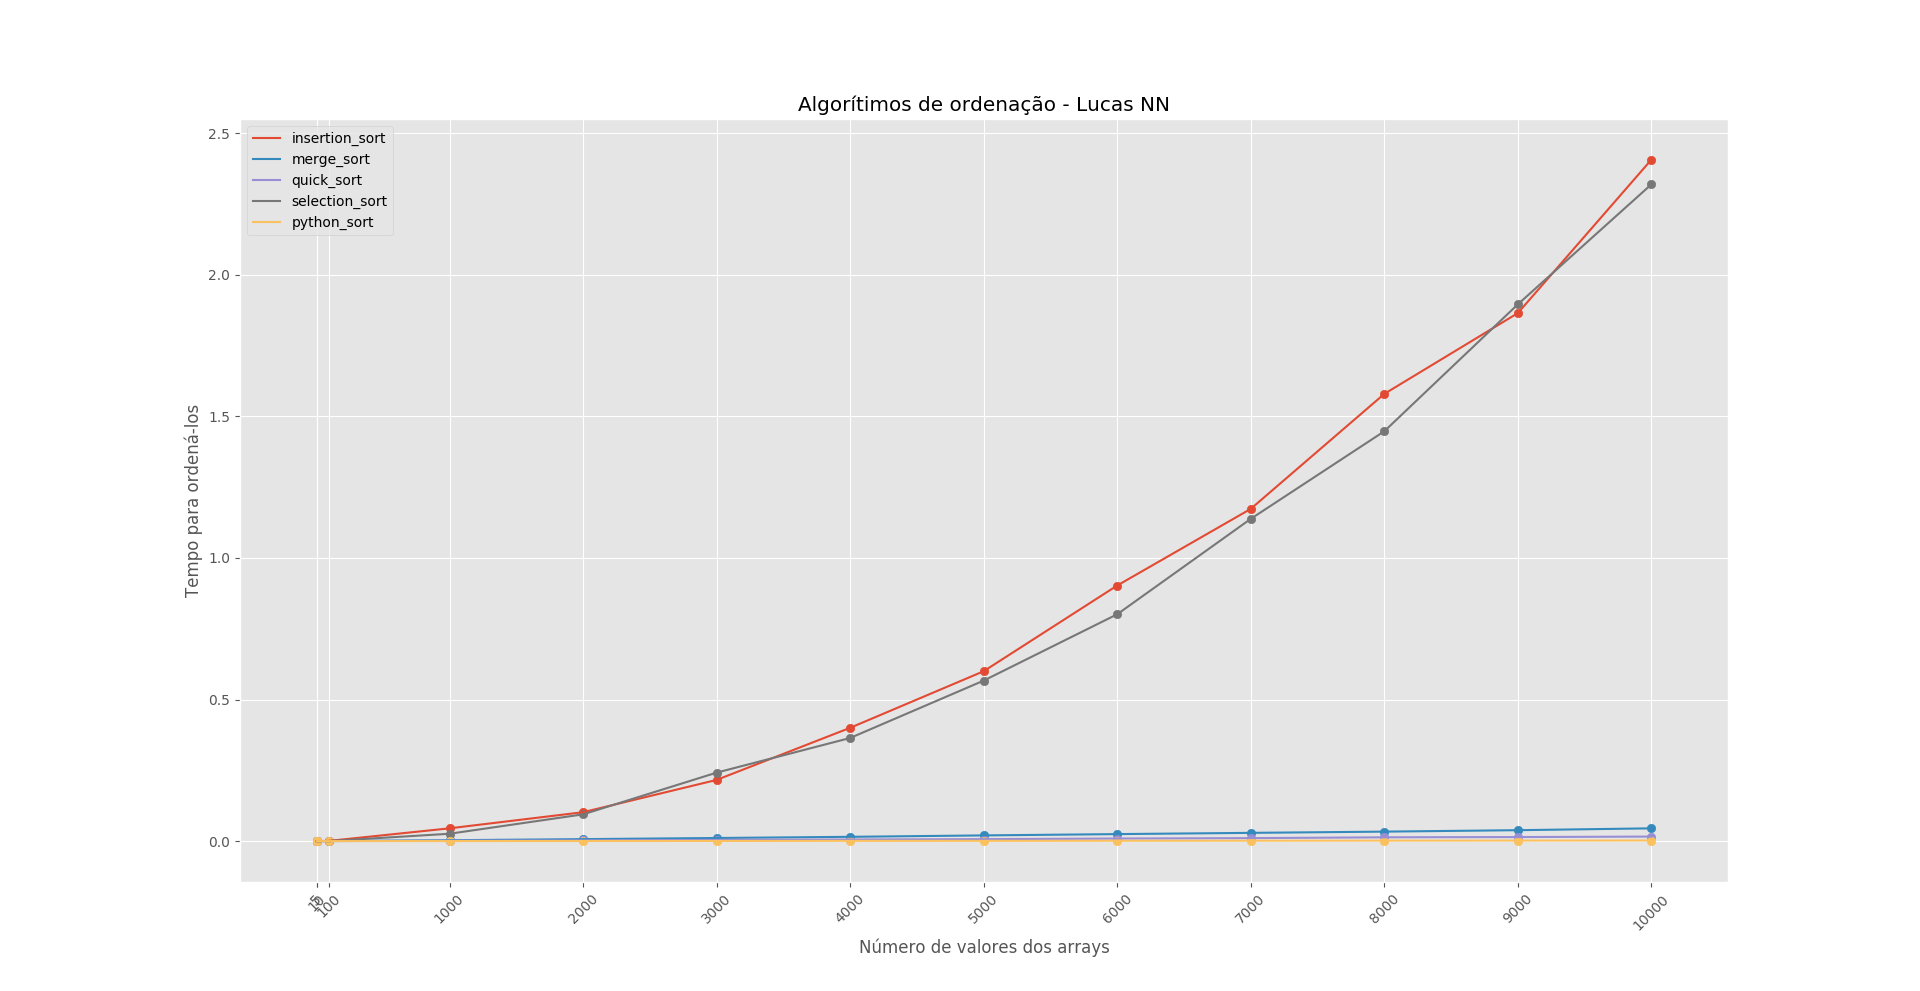 Algorítimos de ordenação - Lucas NN
insertion_sort
merge_sort
quick_sort
selection_sort
python_sort
2.5
2.0
1.5
1.0
0.5
0.0
Tempo para ordená-los
100
1000
2000
3000
4000
5000
6000
7000
8000
9000
10000
Número de valores dos arrays